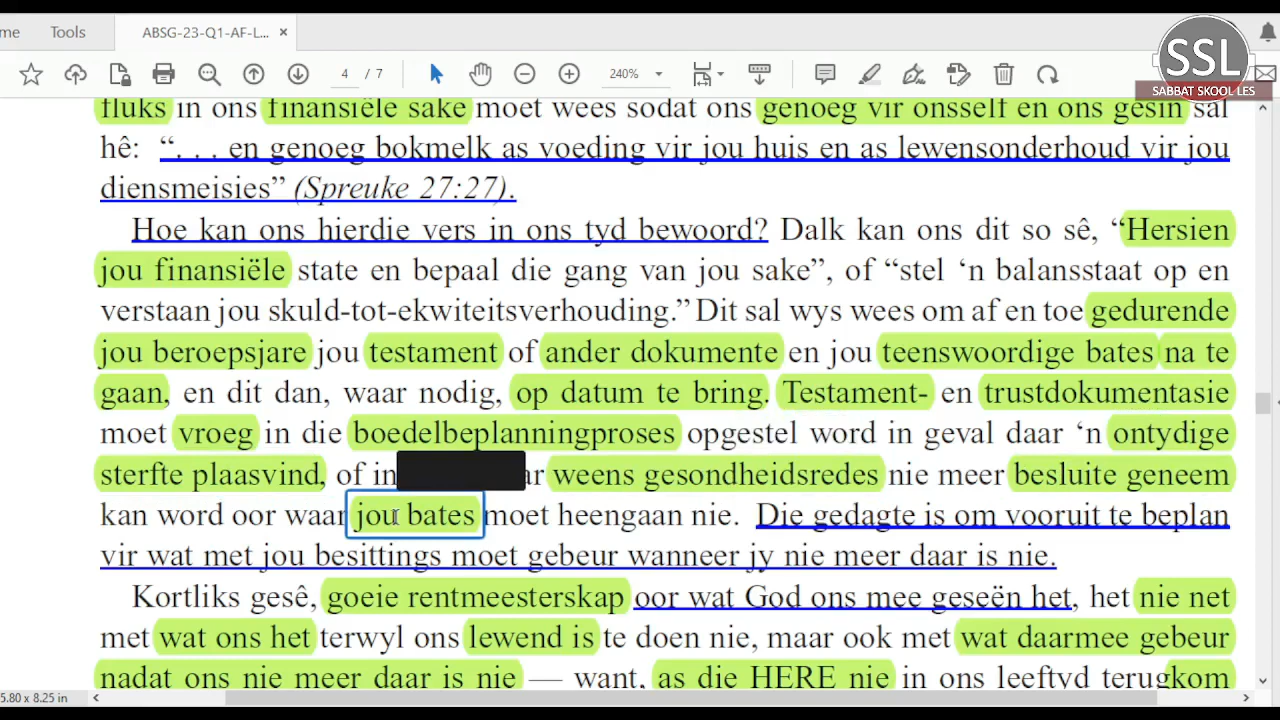 me Tools ABSG-23-Q1-AF-L... ×
SSL
SABBAT SKOOL LES
4 / 7 240%
fluks in ons finansiële sake moet wees sodat ons genoeg vir onsself en ons gesin sal
hê: “. . . en genoeg bokmelk as voeding vir jou huis en as lewensonderhoud vir jou
diensmeisies” (Spreuke 27:27).
Hoe kan ons hierdie vers in ons tyd bewoord? Dalk kan ons dit so sê, “Hersien
jou finansiële state en bepaal die gang van jou sake”, of “stel ‘n balansstaat op en
verstaan jou skuld-tot-ekwiteitsverhouding.” Dit sal wys wees om af en toe gedurende
jou beroepsjare jou testament of ander dokumente en jou teenswoordige bates na te
gaan, en dit dan, waar nodig, op datum te bring. Testament- en trustdokumentasie
moet vroeg in die boedelbeplanningproses opgestel word in geval daar ‘n ontydige
sterfte plaasvind, of in ar weens gesondheidsredes nie meer besluite geneem
kan word oor waar jou bates moet heengaan nie. Die gedagte is om vooruit te beplan
vir wat met jou besittings moet gebeur wanneer jy nie meer daar is nie.
Kortliks gesê, goeie rentmeesterskap oor wat God ons mee geseën het, het nie net
met wat ons het terwyl ons lewend is te doen nie, maar ook met wat daarmee gebeur
nadat ons nie meer daar is nie — want, as die HERE nie in ons leeftyd terugkom
5.80 x 8.25 in